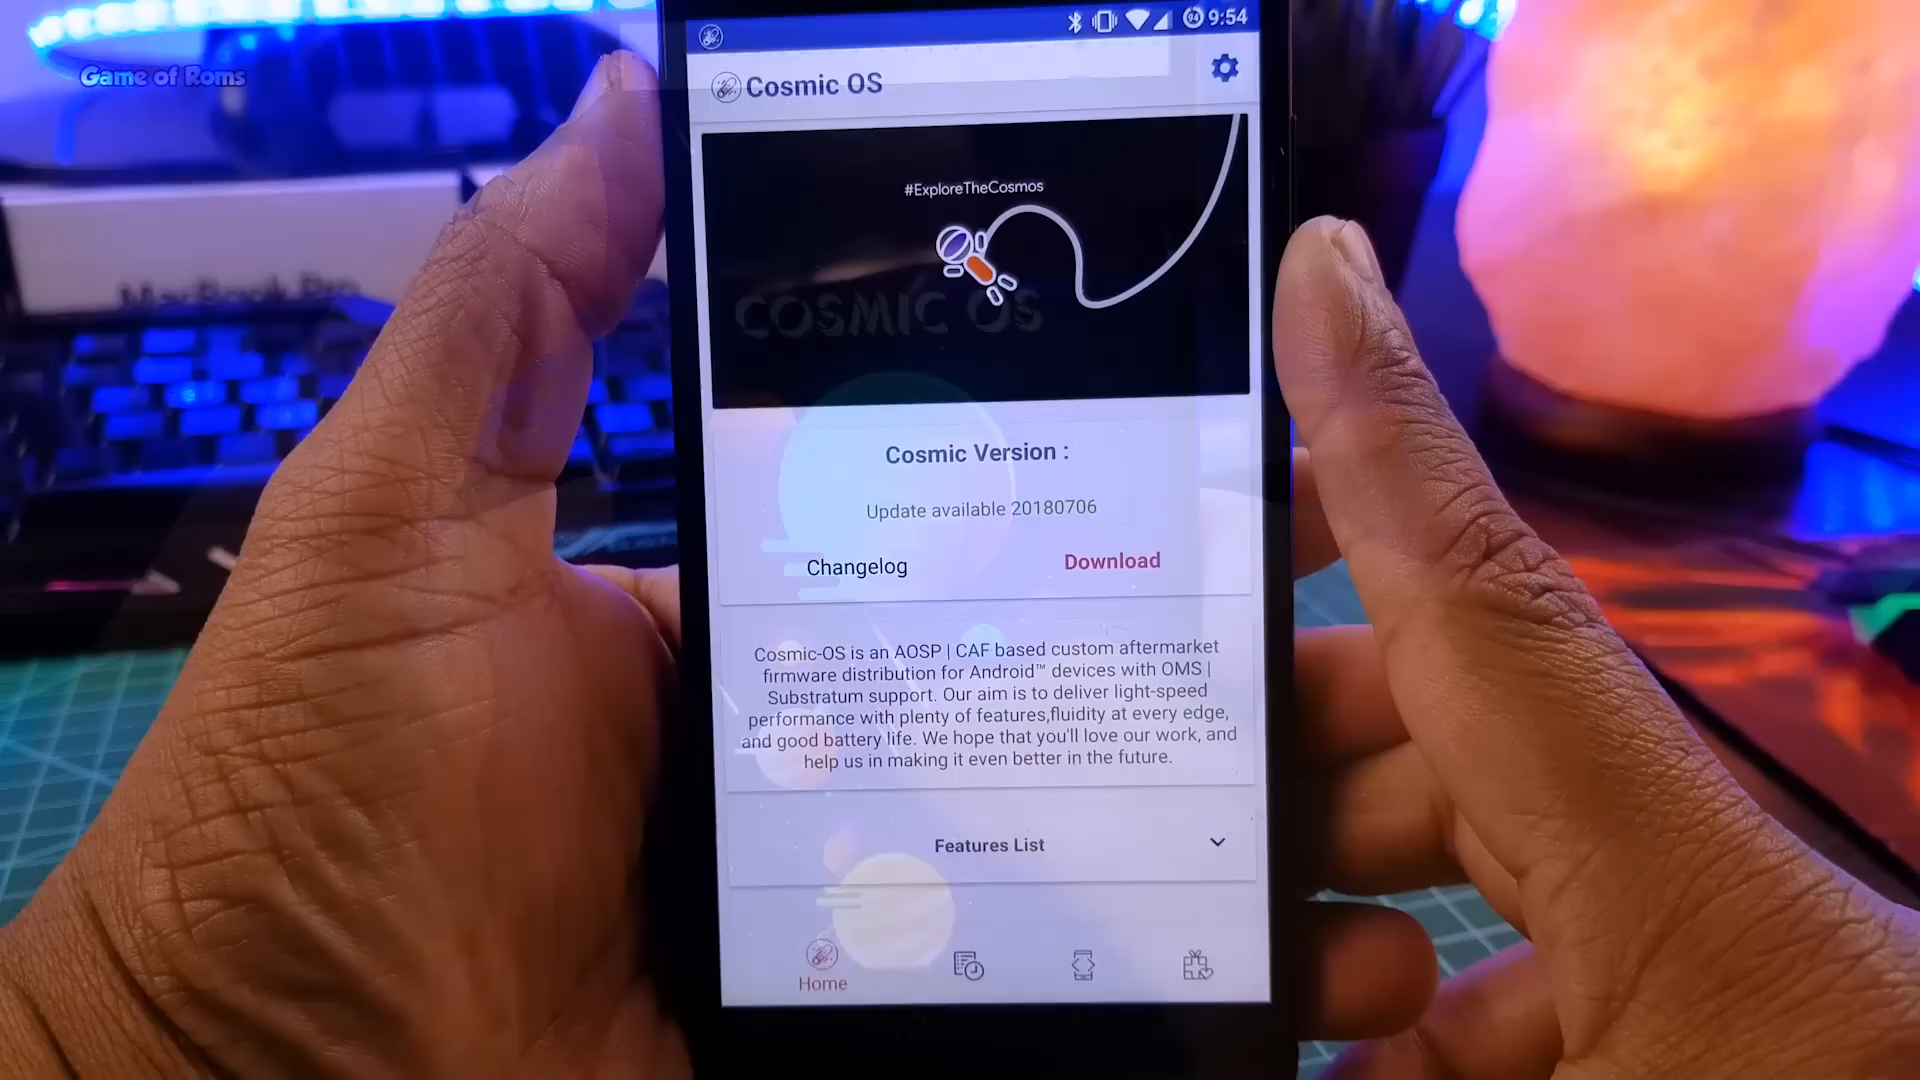 9:54
Game of Roms
Cosmic OS
#ExploreTheCosmos
COSMIC OS
MacBook Pro
Cosmic Version :
Update available 20180706
Changelog
Download
Cosmic-OS is an AOSP | CAF based custom aftermarket
firmware distribution for Android™ devices with OMS |
Substratum support. Our aim is to deliver light-speed
performance with plenty of features,fluidity at every edge,
and good battery life. We hope that you'll love our work, and
help us in making it even better in the future.
Features List
Home